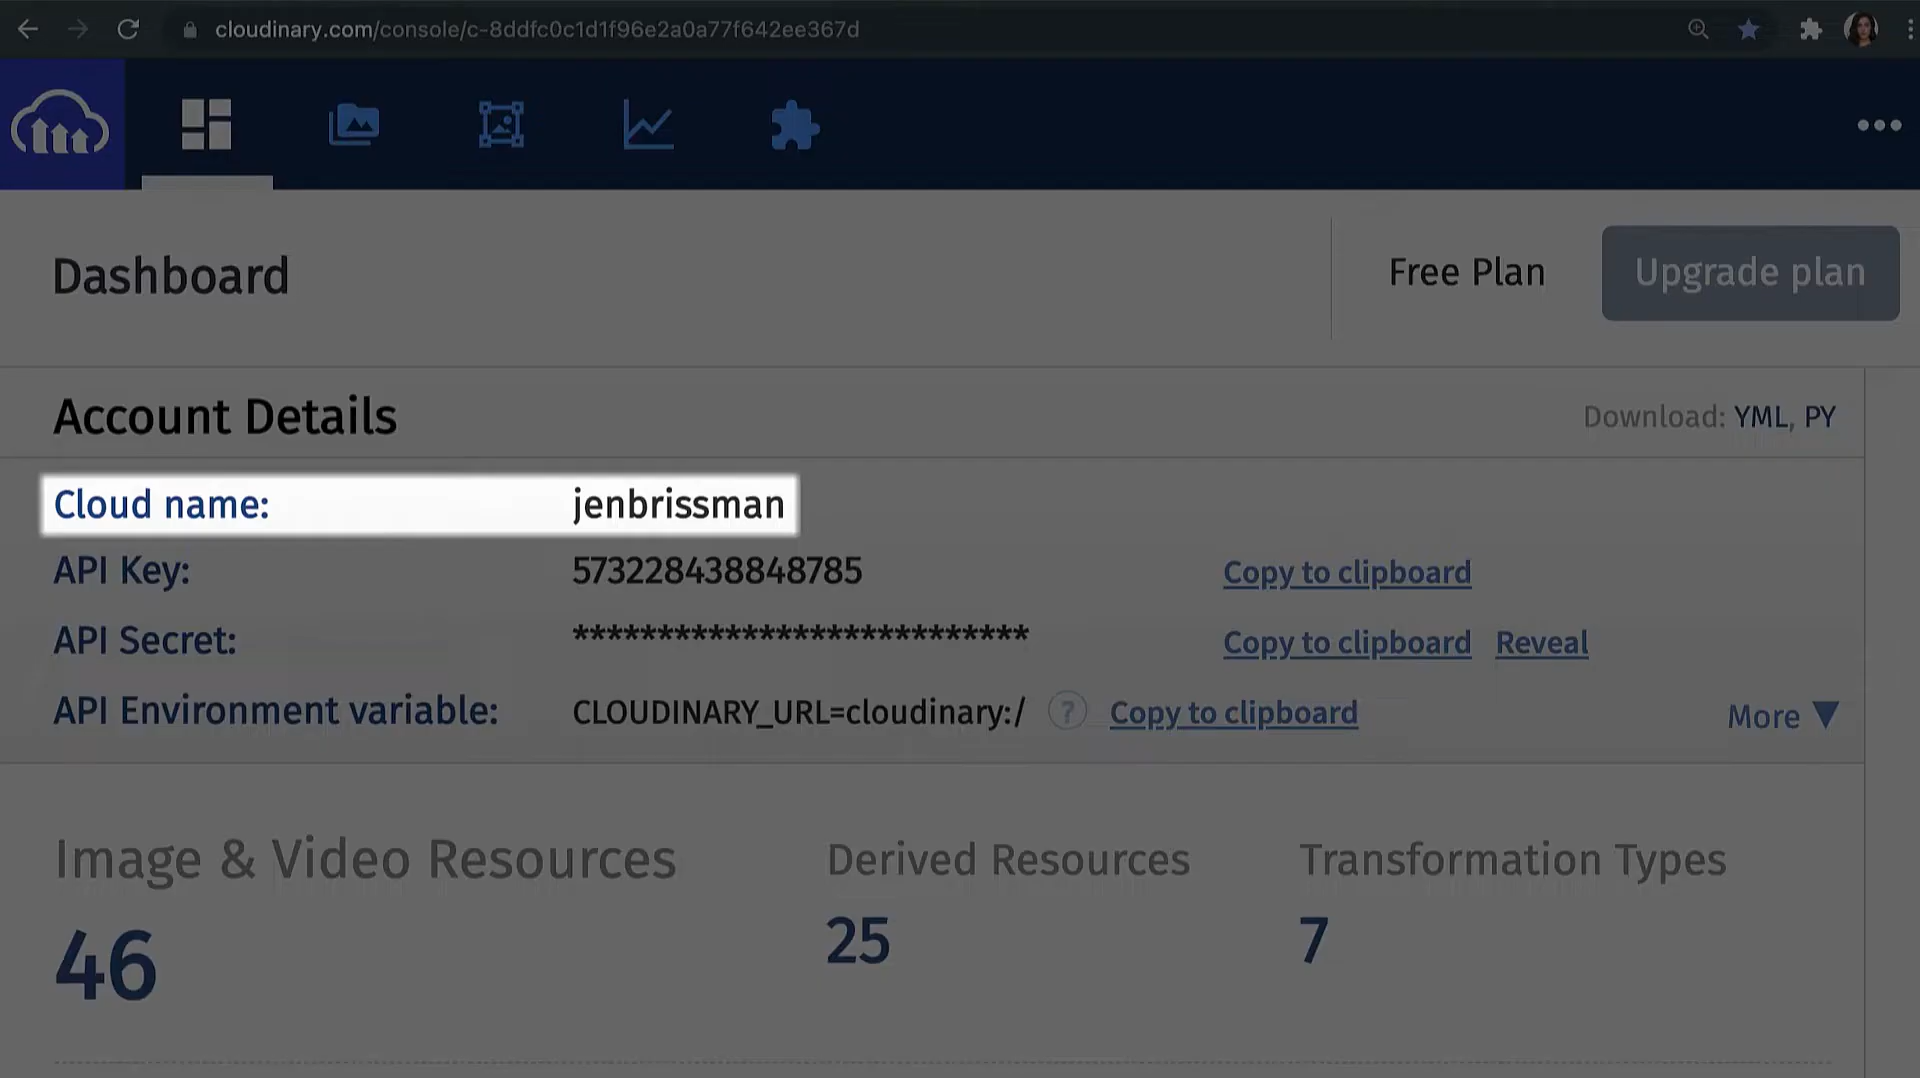 cloudinary.com/console/c-8ddfc0c1d1f96e2a0a77f642ee367d
Dashboard
Free Plan
Upgrade plan
Account Details
Download: YML, PY
Cloud name: jenbrissman
API Key: 573228438848785 Copy to clipboard
API Secret: *************************** Copy to clipboard Reveal
API Environment variable: CLOUDINARY_URL=cloudinary:/ ? Copy to clipboard More ▼
Image & Video Resources Derived Resources Transformation Types
46 25 7